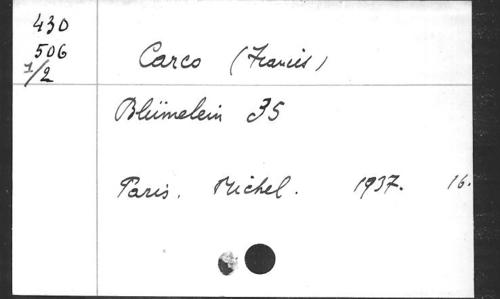 430
506
1/2
Carco (Francis)
Blümelein 35
Paris. Michel. 1937. 16.